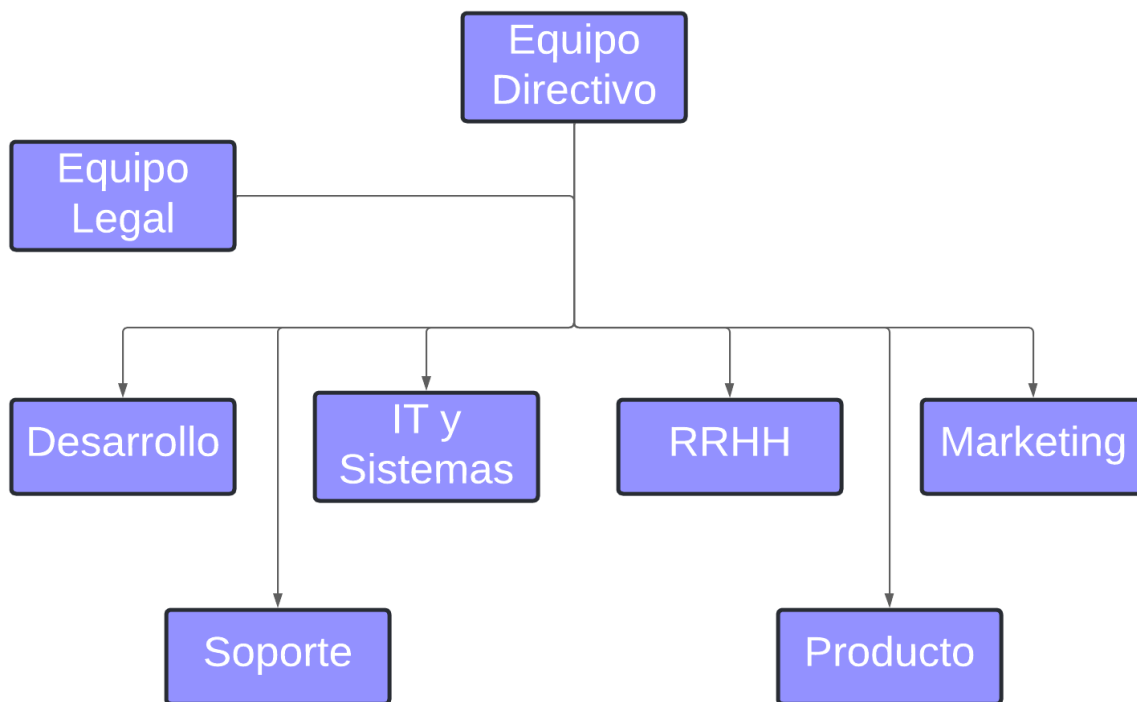 Equipo
Directivo
Equipo
Legal
Desarrollo
IT y
Sistemas
RRHH
Marketing
Soporte
Producto